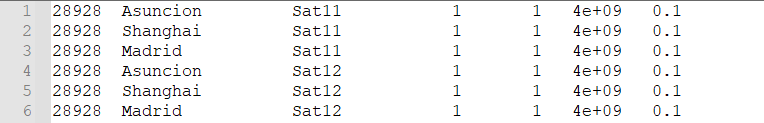 1 28928 Asuncion Sat11 1 1 4e+09 0.1
2 28928 Shanghai Sat11 1 1 4e+09 0.1
3 28928 Madrid Sat11 1 1 4e+09 0.1
4 28928 Asuncion Sat12 1 1 4e+09 0.1
5 28928 Shanghai Sat12 1 1 4e+09 0.1
6 28928 Madrid Sat12 1 1 4e+09 0.1